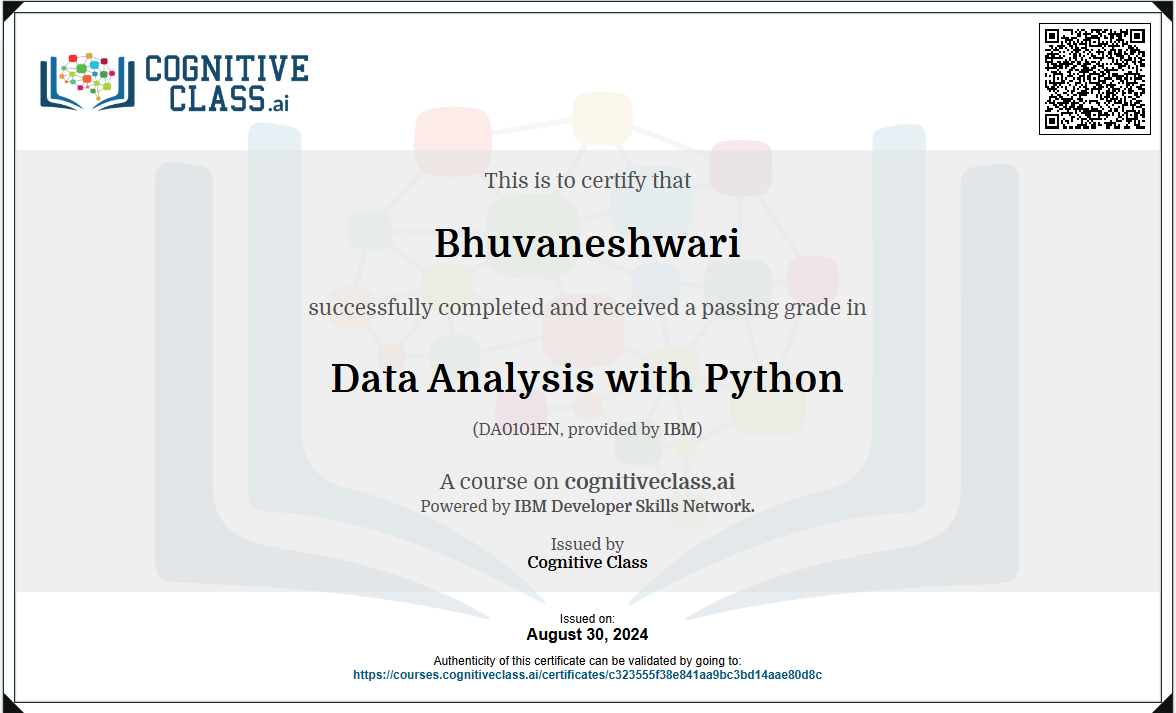 COGNITIVE
CLASS.ai
This is to certify that
Bhuvaneshwari
successfully completed and received a passing grade in
Data Analysis with Python
(DA0101EN, provided by IBM)
A course on cognitiveclass.ai
Powered by IBM Developer Skills Network.
Issued by
Cognitive Class
Issued on:
August 30, 2024
Authenticity of this certificate can be validated by going to:
https://courses.cognitiveclass.ai/certificates/c323555f38e841aa9bc3bd14aae80d8c